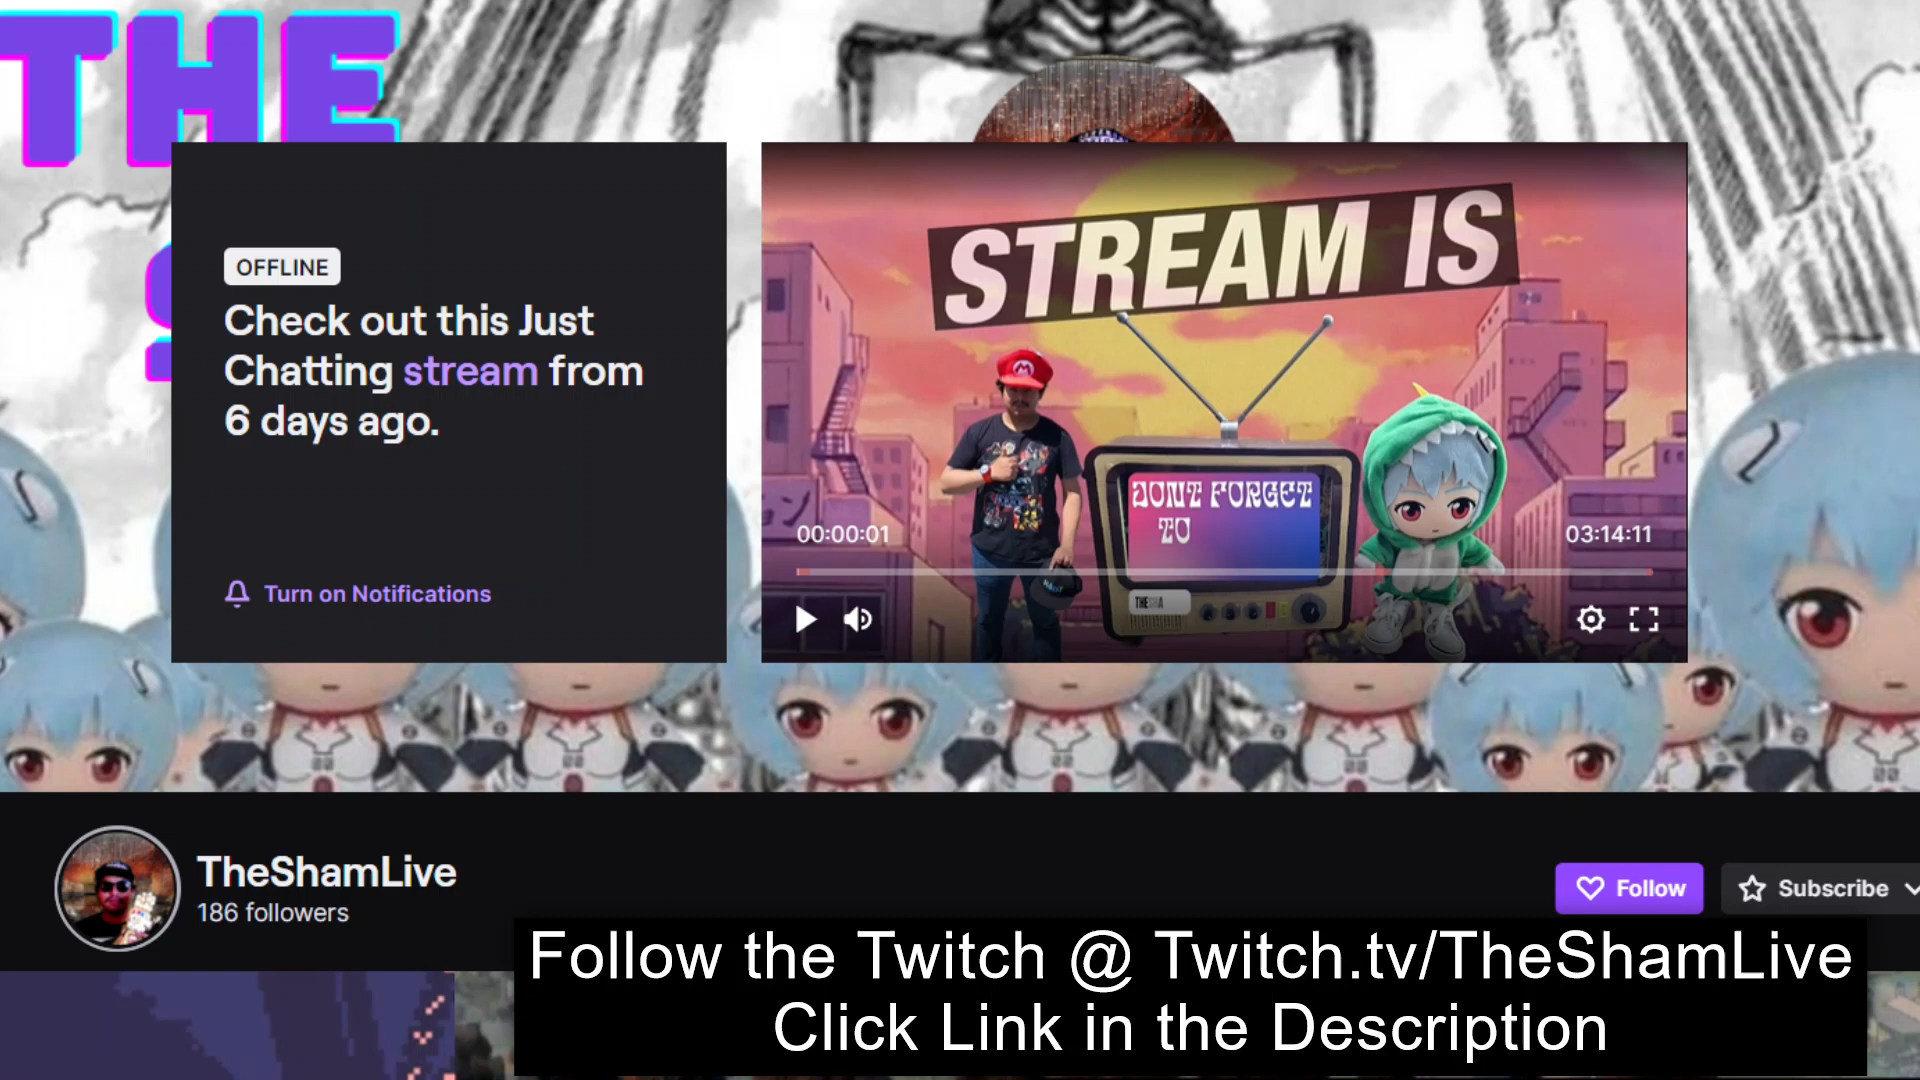 THE
S
OFFLINE
Check out this Just
Chatting stream from
6 days ago.
Turn on Notifications
STREAM IS
DONT FORGET
TO
00:00:01
03:14:11
TheShamLive
186 followers
Follow
Subscribe
Follow the Twitch @ Twitch.tv/TheShamLive
Click Link in the Description